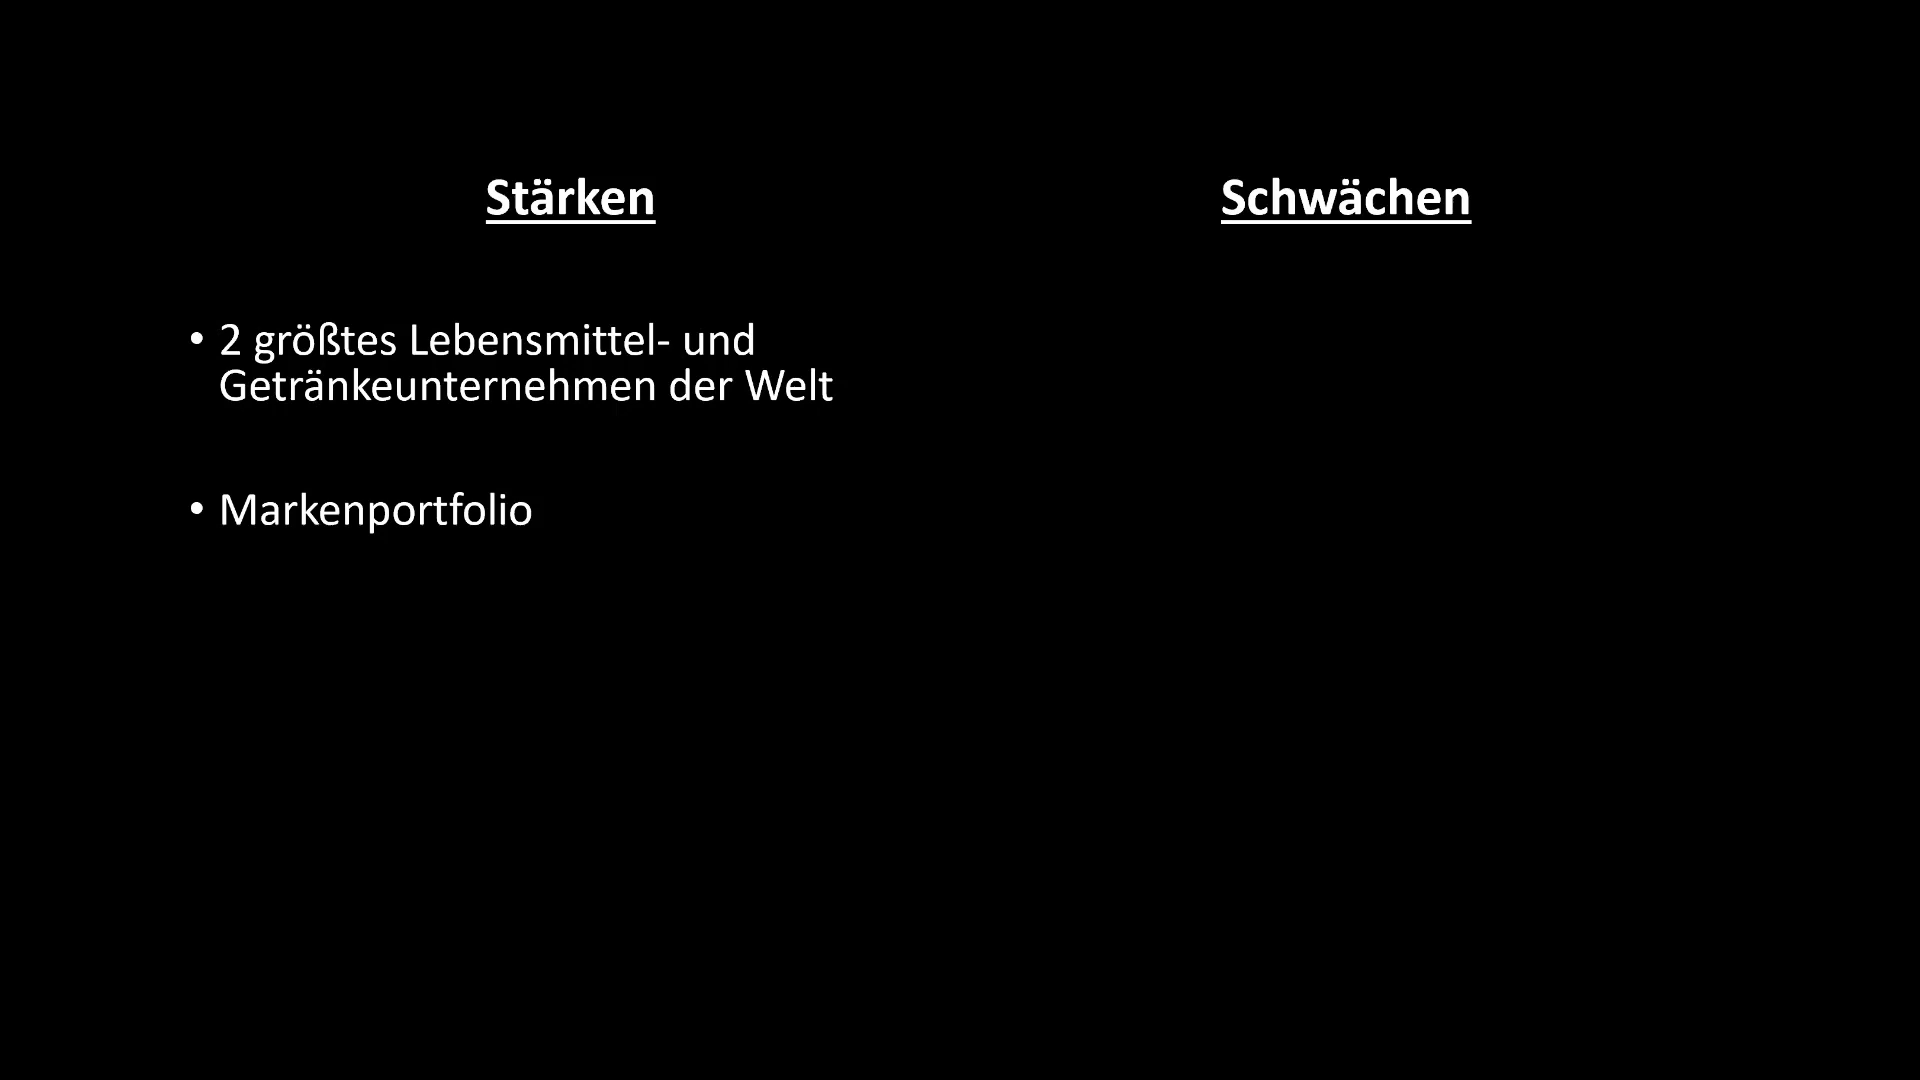 Stärken
Schwächen
• 2 größtes Lebensmittel- und
Getränkeunternehmen der Welt
• Markenportfolio